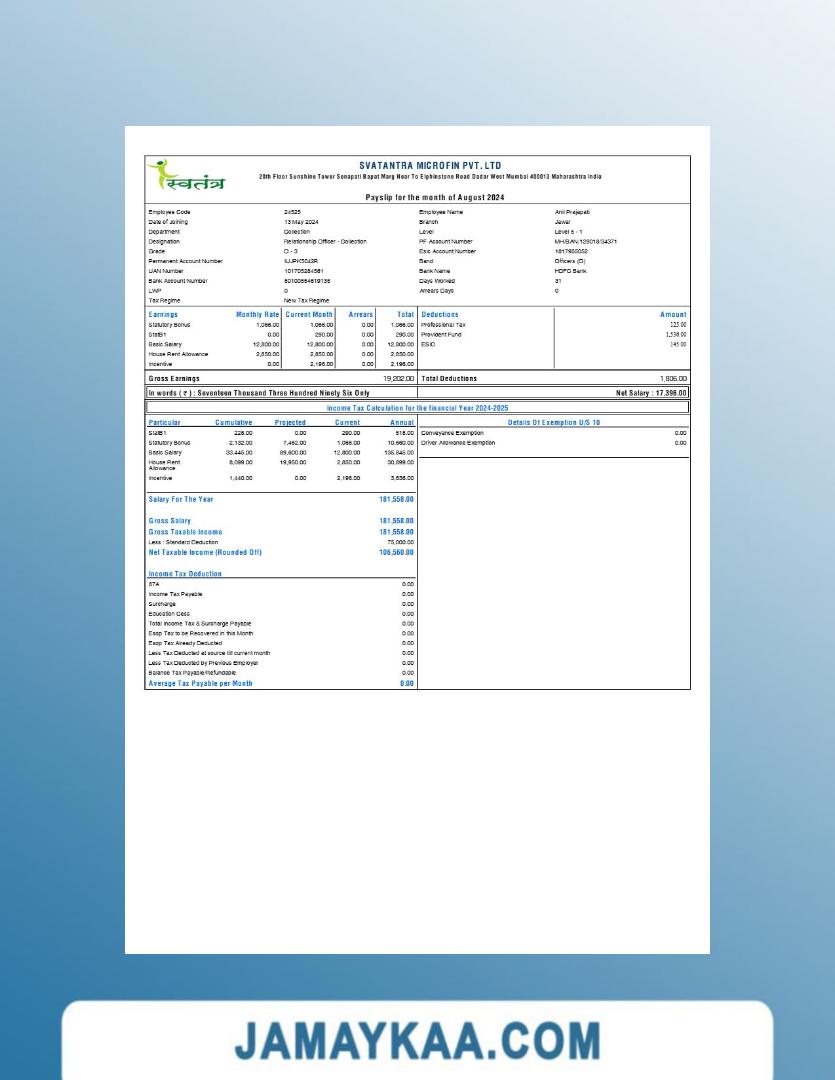 स्वतंत्र
SVATANTRA MICROFIN PVT. LTD
20th Floor Sunshine Tower Senapati Bapat Marg Near To Elphinstone Road Dadar West Mumbai 400013 Maharashtra India
Payslip for the month of August 2024
Employee Code 24525 Employee Name Anil Prajapati
Date of Joining 13 May 2024 Branch Jawar
Department Collection Level Level 5 - 1
Designation Relationship Officer - Collection PF Account Number
Grade O - 3 Esic Account Number
Permanent Account Number Band Officers (O)
UAN Number Bank Name HDFC Bank
Bank Account Number Days Worked 31
LWP 0 Arrears Days 0
Tax Regime New Tax Regime
Earnings Monthly Rate Current Month Arrears Total Deductions Amount
Statutory Bonus 1,066.00 1,066.00 0.00 1,066.00 Professional Tax 125.00
StatB1 0.00 290.00 0.00 290.00 Provident Fund 1,536.00
Basic Salary 12,800.00 12,800.00 0.00 12,800.00 ESIC 145.00
House Rent Allowance 2,850.00 2,850.00 0.00 2,850.00
Incentive 0.00 2,196.00 0.00 2,196.00
Gross Earnings 19,202.00 Total Deductions 1,806.00
In words ( ₹ ) : Seventeen Thousand Three Hundred Ninety Six Only Net Salary : 17,396.00
Income Tax Calculation for the financial Year 2024-2025
Particular Cumulative Projected Current Annual Details Of Exemption U/S 10
StatB1 228.00 0.00 290.00 518.00 Conveyance Exemption 0.00
Statutory Bonus 2,132.00 7,462.00 1,066.00 10,660.00 Driver Allowance Exemption 0.00
Basic Salary 33,445.00 89,600.00 12,800.00 135,845.00
House Rent Allowance 8,099.00 19,950.00 2,850.00 30,899.00
Incentive 1,440.00 0.00 2,196.00 3,636.00
Salary For The Year 181,558.00
Gross Salary 181,558.00
Gross Taxable Income 181,558.00
Less : Standard Deduction 75,000.00
Net Taxable Income (Rounded Off) 106,560.00
Income Tax Deduction
87A 0.00
Income Tax Payable 0.00
Surcharge 0.00
Education Cess 0.00
Total Income Tax & Surcharge Payable 0.00
Esop Tax to be Recovered in this Month 0.00
Esop Tax Already Deducted 0.00
Less Tax Deducted at source till current month 0.00
Less Tax Deducted by Previous Employer 0.00
Balance Tax Payable/Refundable 0.00
Average Tax Payable per Month 0.00
JAMAYKAA.COM